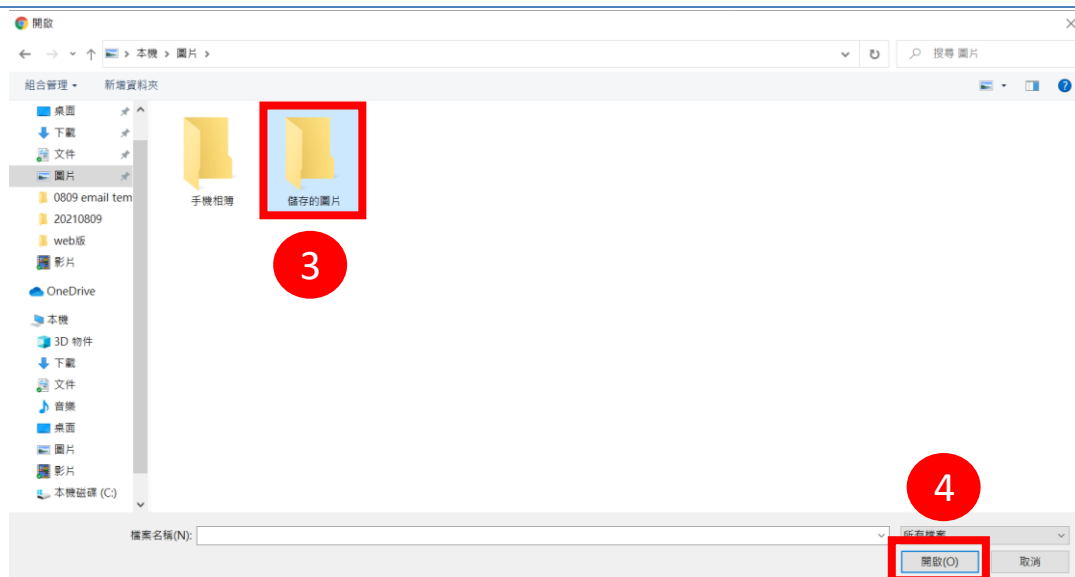 開啟
本機 › 圖片 ›
搜尋 圖片
組合管理
新增資料夾
桌面
下載
文件
圖片
0809 email tem
20210809
web版
影片
OneDrive
本機
3D 物件
下載
文件
音樂
桌面
圖片
影片
本機磁碟 (C:)
手機相簿
儲存的圖片
3
4
檔案名稱(N):
所有檔案
開啟(O)
取消